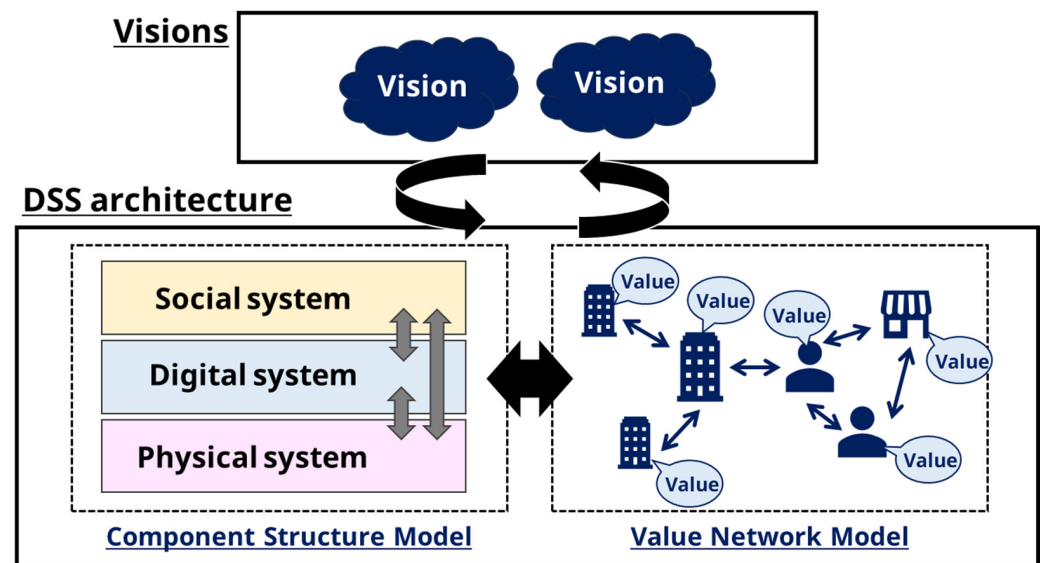 Visions
Vision
Vision
DSS architecture
Social system
Digital system
Physical system
Component Structure Model
Value
Value
Value
Value
Value
Value
Value Network Model